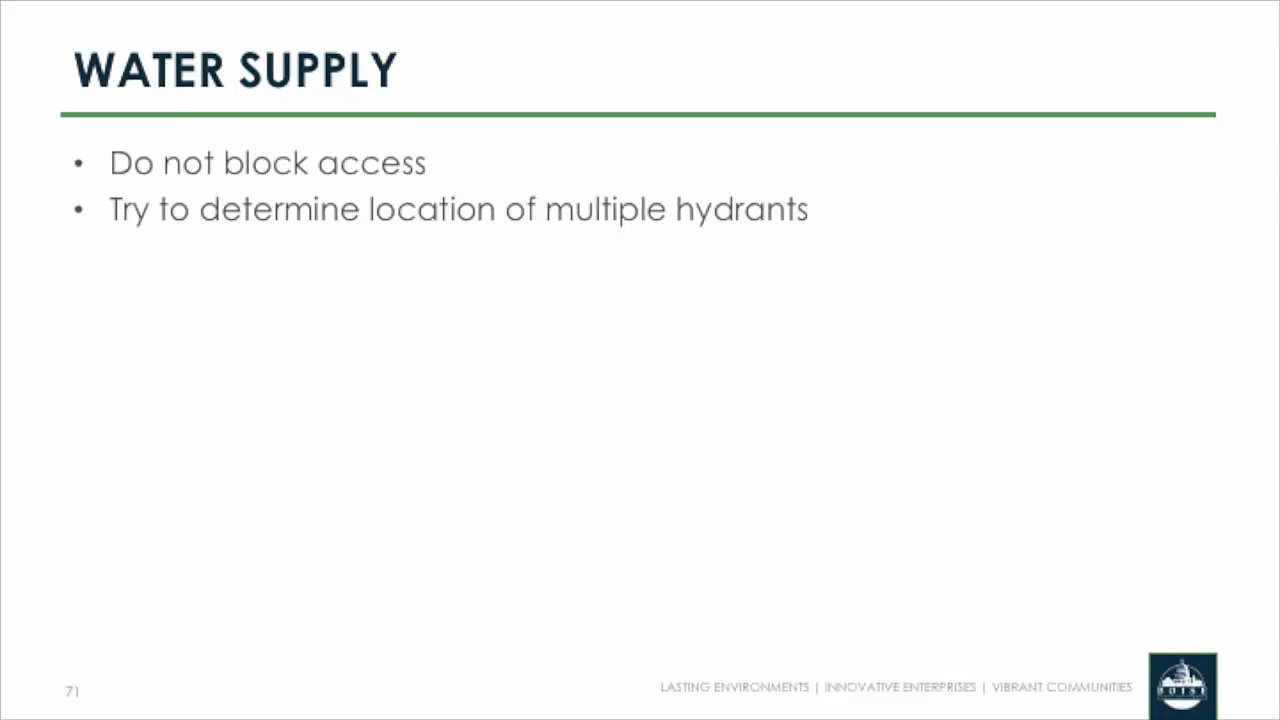 WATER SUPPLY
• Do not block access
• Try to determine location of multiple hydrants
71
LASTING ENVIRONMENTS | INNOVATIVE ENTERPRISES | VIBRANT COMMUNITIES
BOISE